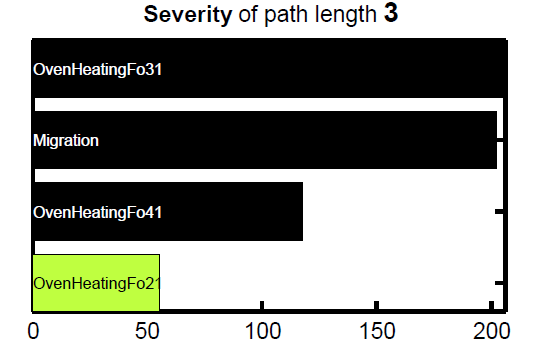 Severity of path length 3
OvenHeatingFo31
Migration
OvenHeatingFo41
OvenHeatingFo21
0 50 100 150 200